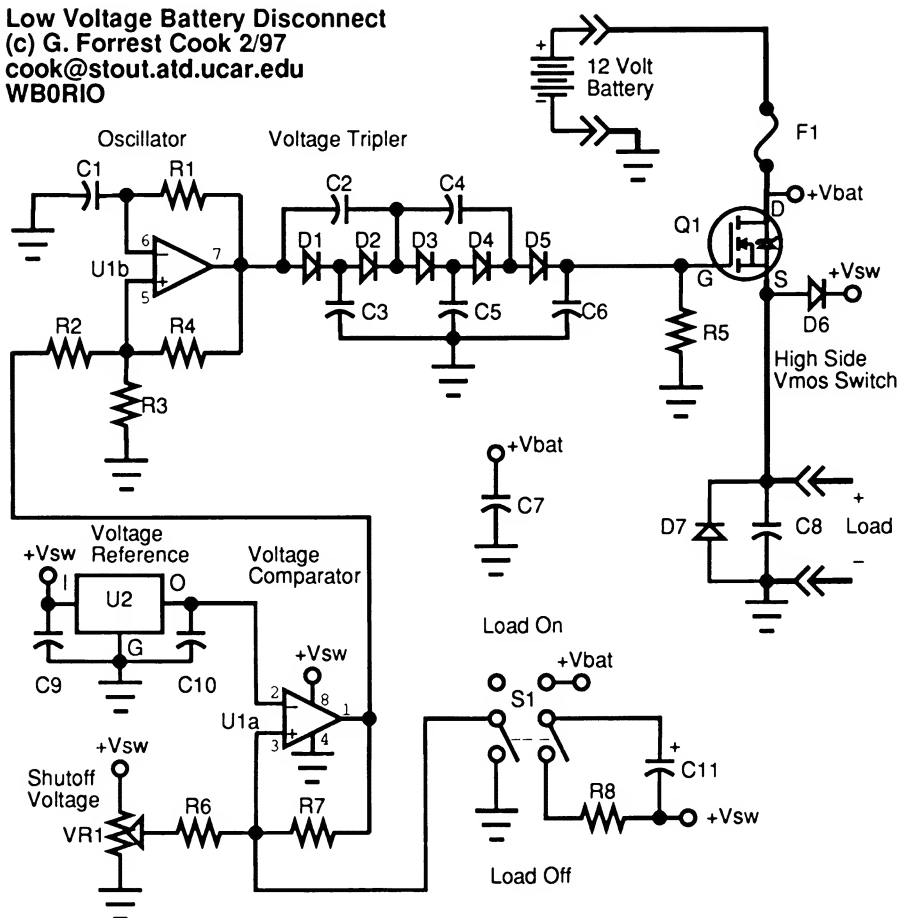 Low Voltage Battery Disconnect
(c) G. Forrest Cook 2/97
cook@stout.atd.ucar.edu
WB0RIO
12 Volt
Battery
+
−
F1
+Vbat
Oscillator
Voltage Tripler
C1
R1
C2
C4
Q1
D
G
S
+Vsw
D6
6
−
7
U1b
+
5
D1
D2
D3
D4
D5
C3
C5
C6
R5
High Side
Vmos Switch
R2
R4
R3
+Vbat
C7
D7
C8
+
Load
−
Voltage
Reference
+Vsw
I
O
U2
G
C9
C10
Voltage
Comparator
+Vsw
8
2
−
1
U1a
+
3
4
Load On
+Vbat
S1
+
C11
R8
+Vsw
Load Off
+Vsw
Shutoff
Voltage
VR1
R6
R7